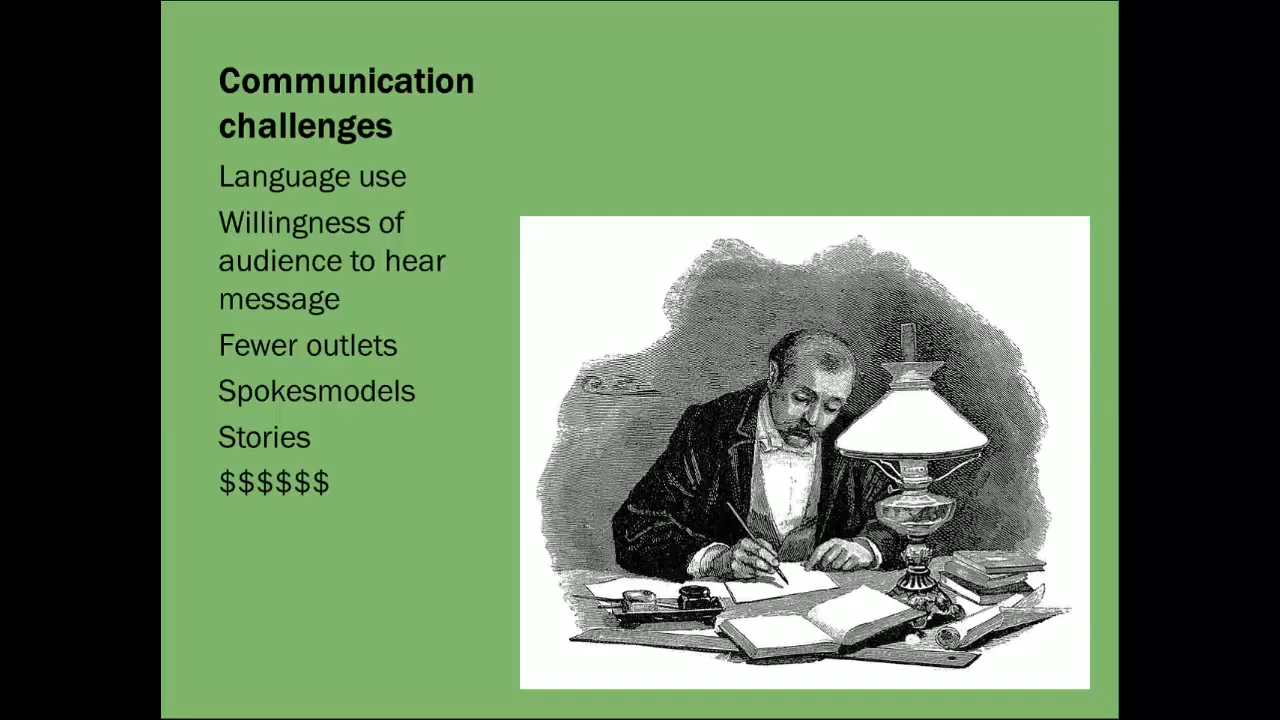 Communication
challenges
Language use
Willingness of
audience to hear
message
Fewer outlets
Spokesmodels
Stories
$$$$$$